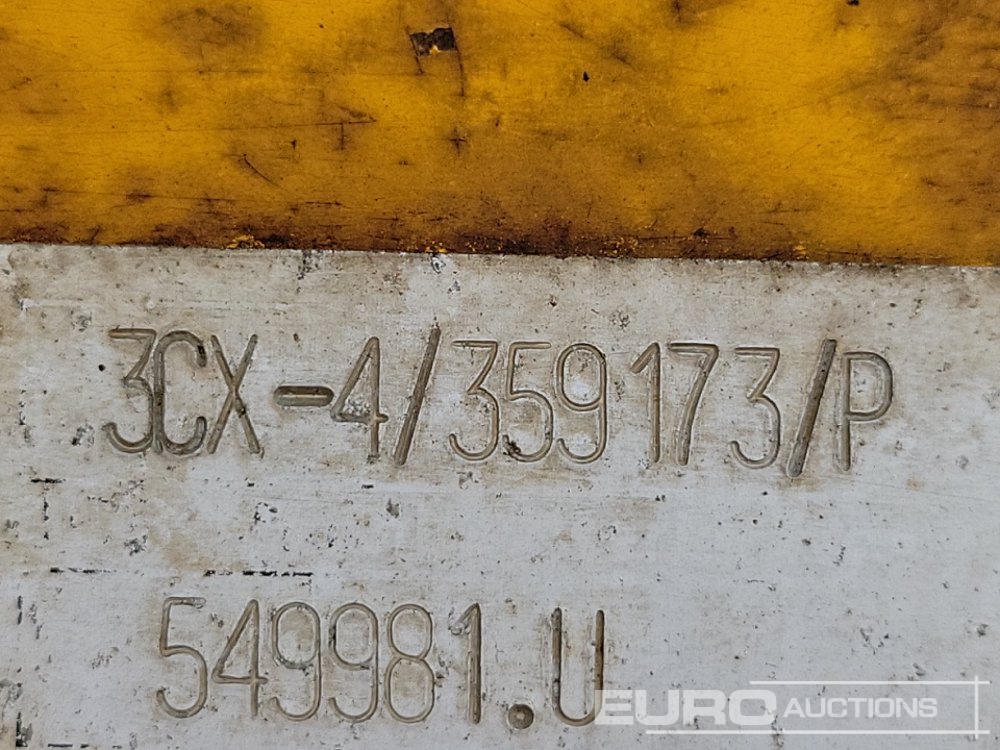 3CX-4/359173/P
549981.U
EURO AUCTIONS